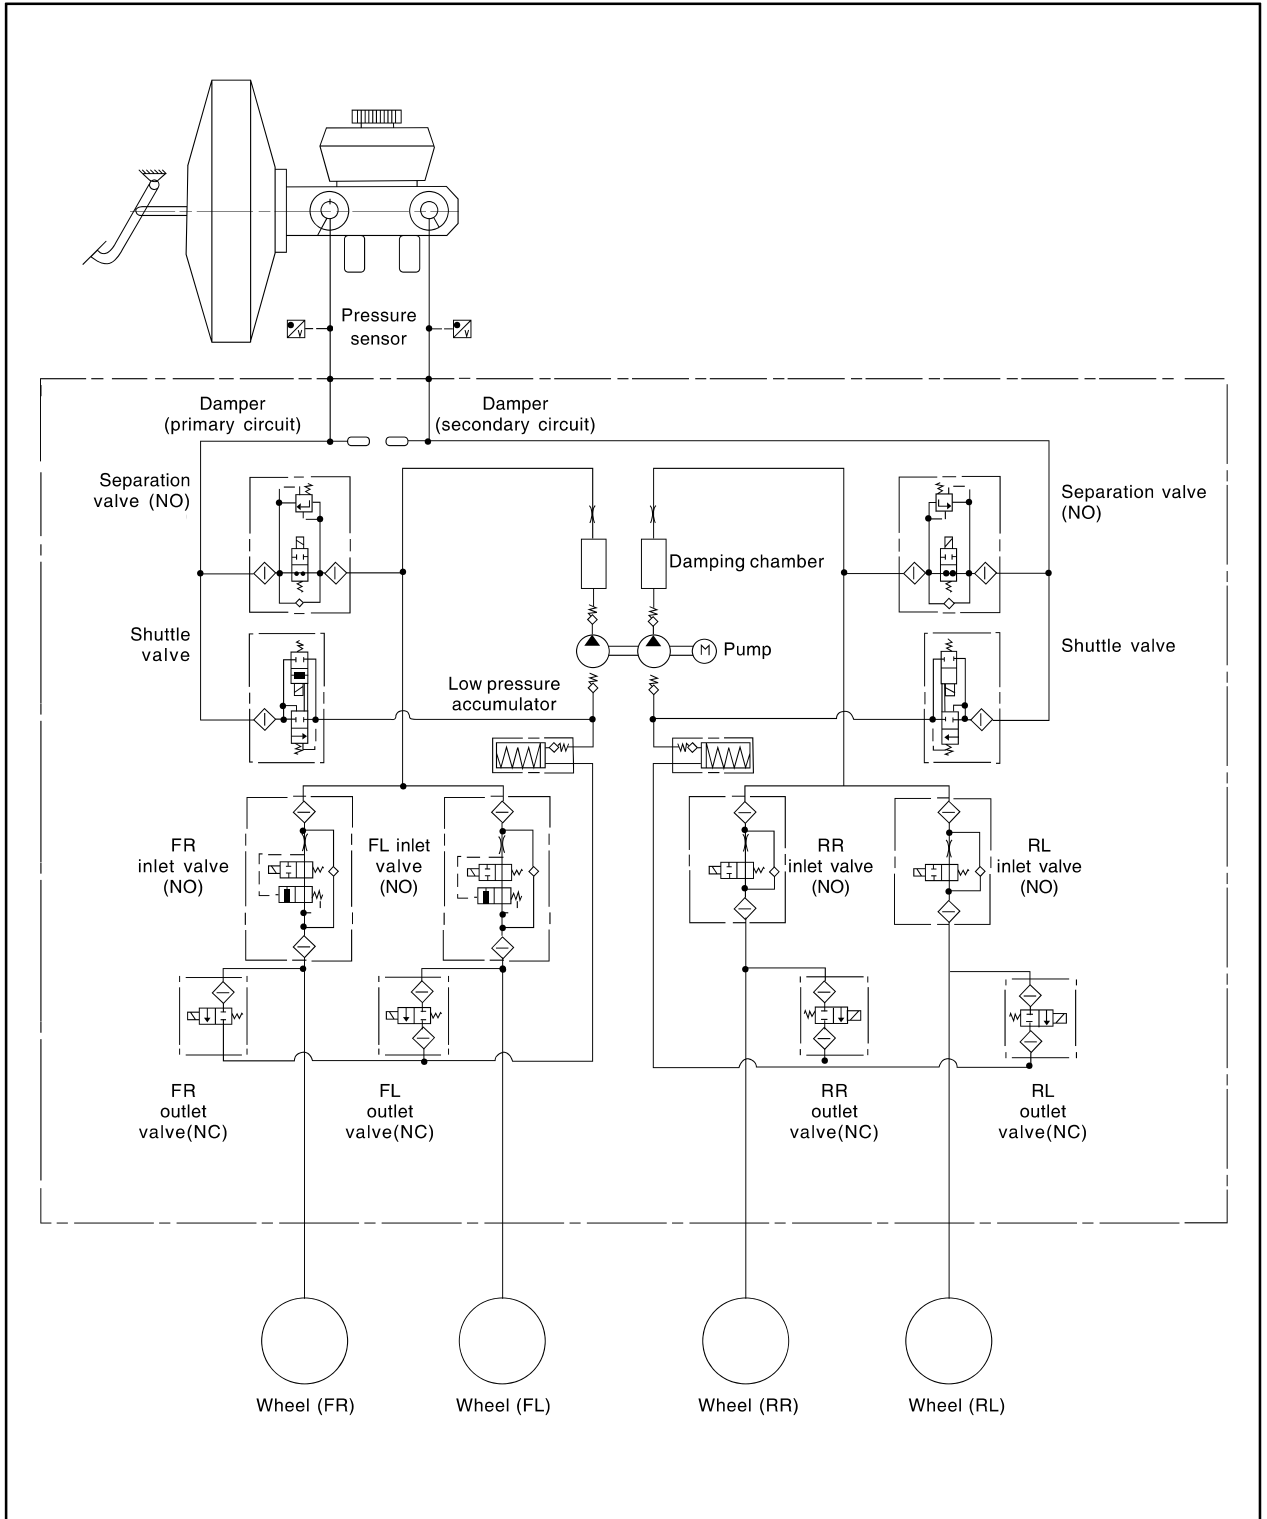 Pressure
sensor
v
v
Damper
(primary circuit)
Damper
(secondary circuit)
Separation
valve (NO)
Separation valve
(NO)
Damping chamber
Shuttle
valve
M
Pump
Shuttle valve
Low pressure
accumulator
FR
inlet valve
(NO)
FL inlet
valve
(NO)
RR
inlet valve
(NO)
RL
inlet valve
(NO)
FR
outlet
valve(NC)
FL
outlet
valve(NC)
RR
outlet
valve(NC)
RL
outlet
valve(NC)
Wheel (FR)
Wheel (FL)
Wheel (RR)
Wheel (RL)